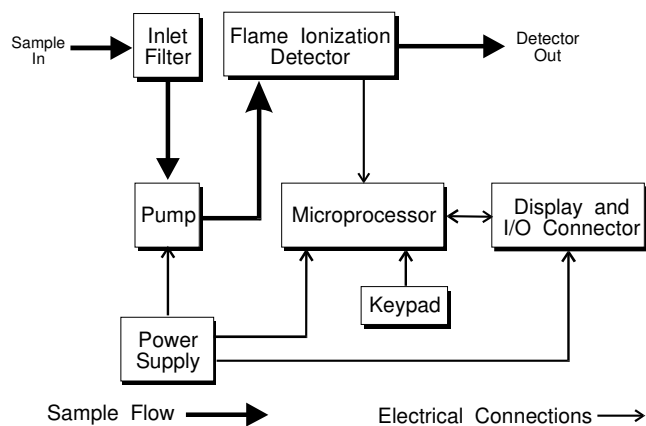 Sample
In
Inlet
Filter
Flame Ionization
Detector
Detector
Out
Pump
Microprocessor
Display and
I/O Connector
Keypad
Power
Supply
Sample Flow
Electrical Connections